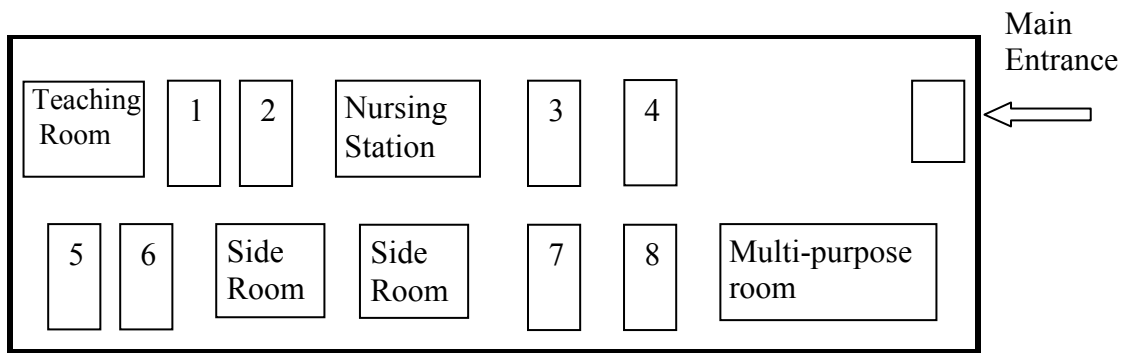 Main
Entrance
Teaching
Room
1
2
Nursing
Station
3
4
5
6
Side
Room
Side
Room
7
8
Multi-purpose
room